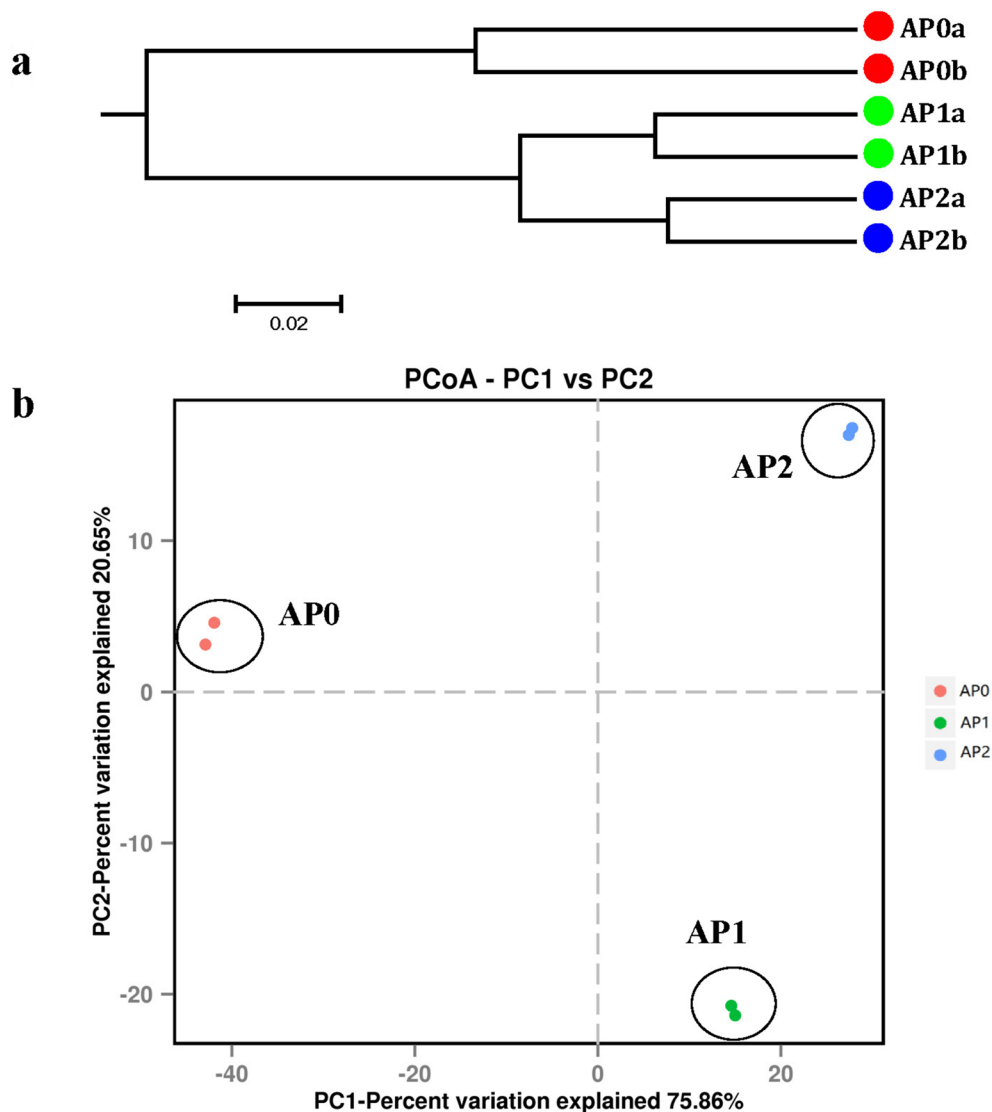 a
AP0a
AP0b
AP1a
AP1b
AP2a
AP2b
0.02
b
PCoA - PC1 vs PC2
AP2
AP0
AP1
10
0
-10
-20
-40
-20
0
20
PC2-Percent variation explained 20.65%
PC1-Percent variation explained 75.86%
AP0
AP1
AP2